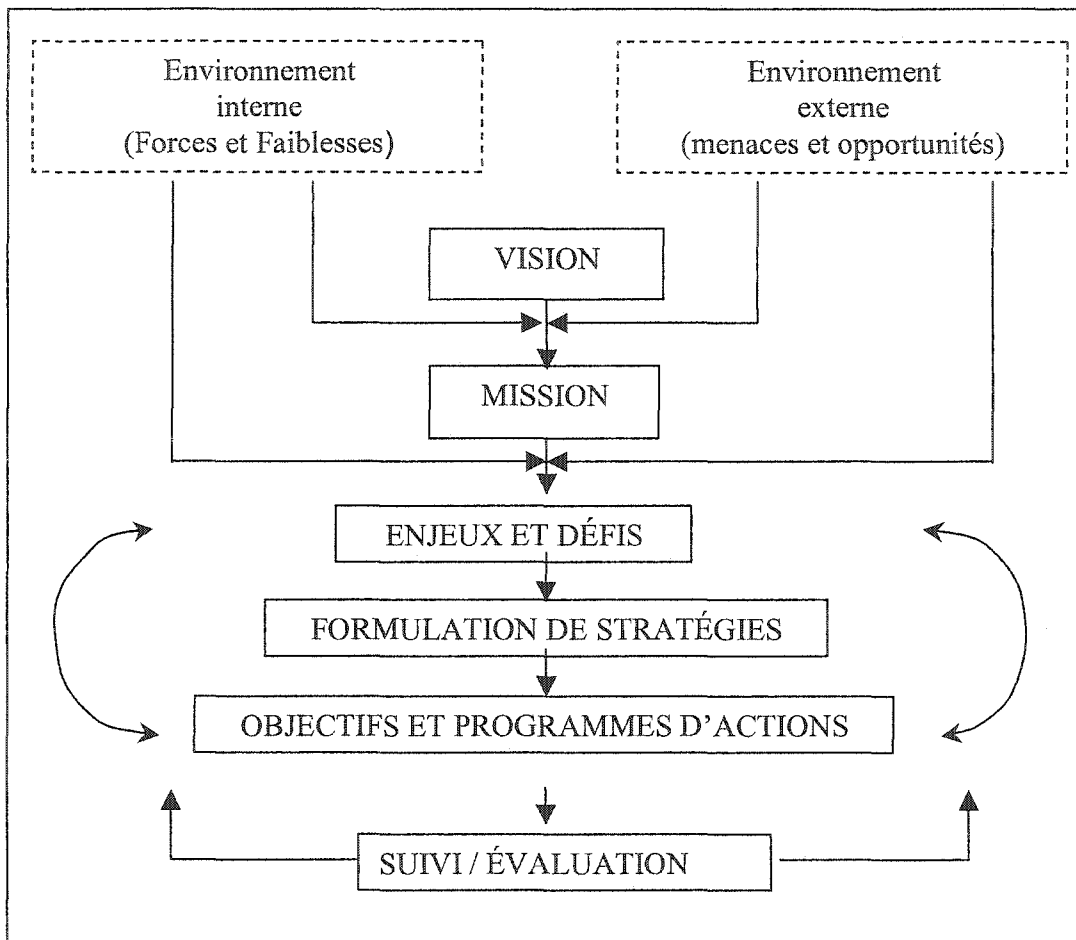 Environnement
interne
(Forces et Faiblesses)
Environnement
externe
(menaces et opportunités)
VISION
MISSION
ENJEUX ET DÉFIS
FORMULATION DE STRATÉGIES
OBJECTIFS ET PROGRAMMES D’ACTIONS
SUIVI / ÉVALUATION